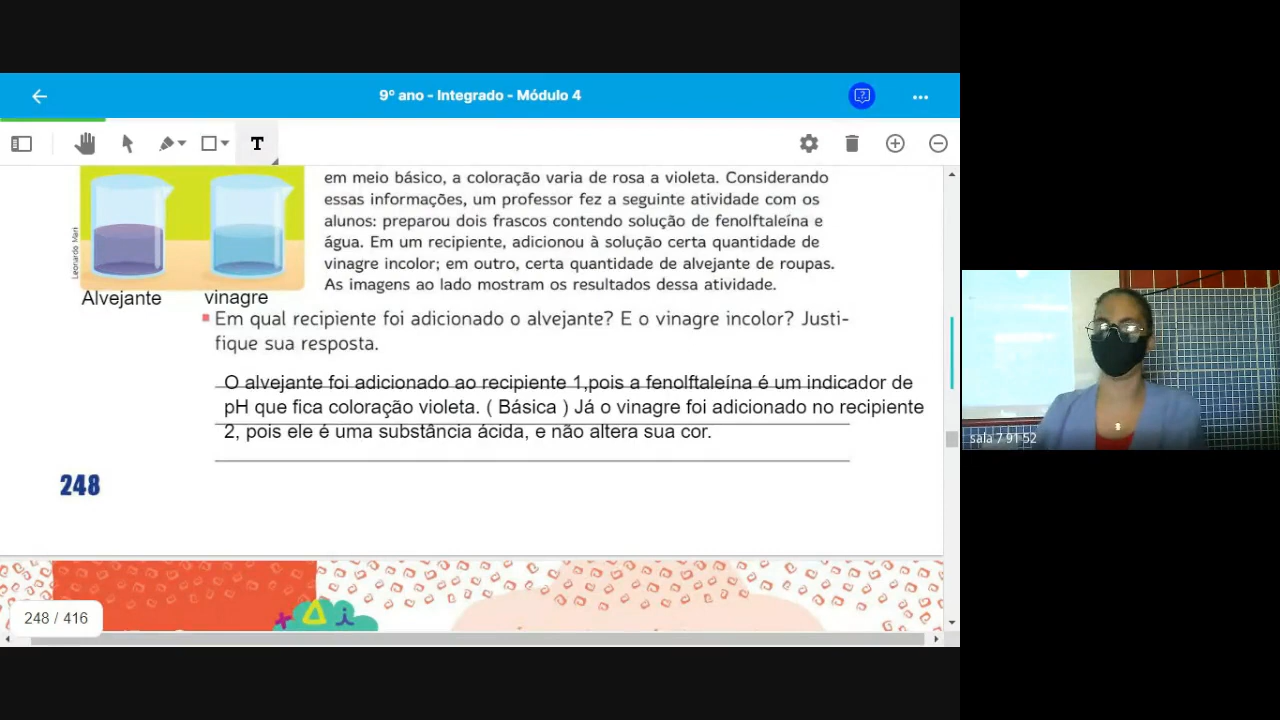 9º ano - Integrado - Módulo 4
T
em meio básico, a coloração varia de rosa a violeta. Considerando
essas informações, um professor fez a seguinte atividade com os
alunos: preparou dois frascos contendo solução de fenolftaleína e
água. Em um recipiente, adicionou à solução certa quantidade de
vinagre incolor; em outro, certa quantidade de alvejante de roupas.
As imagens ao lado mostram os resultados dessa atividade.
Leonardo Mari
Alvejante vinagre
Em qual recipiente foi adicionado o alvejante? E o vinagre incolor? Justi-
fique sua resposta.
O alvejante foi adicionado ao recipiente 1,pois a fenolftaleína é um indicador de
pH que fica coloração violeta. ( Básica ) Já o vinagre foi adicionado no recipiente
2, pois ele é uma substância ácida, e não altera sua cor.
248
248 / 416
sala 7 91 52